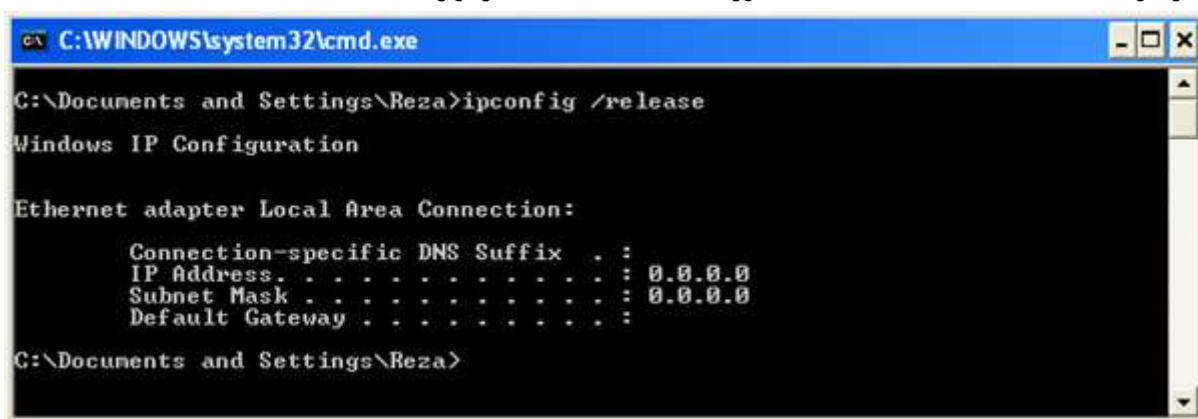 C:\WINDOWS\system32\cmd.exe
C:\Documents and Settings\Reza>ipconfig /release
Windows IP Configuration
Ethernet adapter Local Area Connection:
Connection-specific DNS Suffix . :
IP Address. . . . . . . . . . . . : 0.0.0.0
Subnet Mask . . . . . . . . . . . : 0.0.0.0
Default Gateway . . . . . . . . . :
C:\Documents and Settings\Reza>